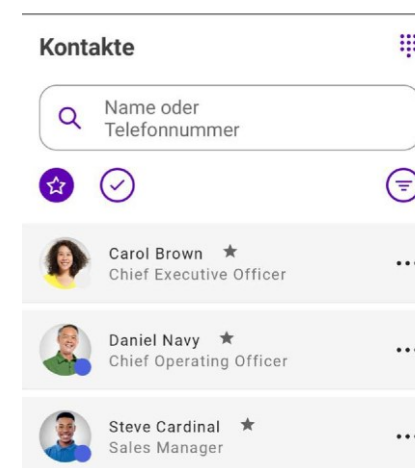 Kontakte
Name oder
Telefonnummer
Carol Brown
Chief Executive Officer
Daniel Navy
Chief Operating Officer
Steve Cardinal
Sales Manager